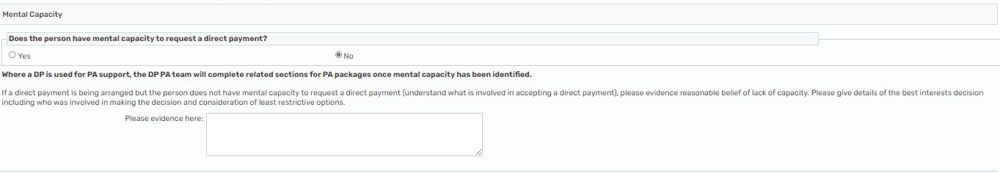 Mental Capacity
Does the person have mental capacity to request a direct payment?
Yes
No
Where a DP is used for PA support, the DP PA team will complete related sections for PA packages once mental capacity has been identified.
If a direct payment is being arranged but the person does not have mental capacity to request a direct payment (understand what is involved in accepting a direct payment), please evidence reasonable belief of lack of capacity. Please give details of the best interests decision
including who was involved in making the decision and consideration of least restrictive options.
Please evidence here: